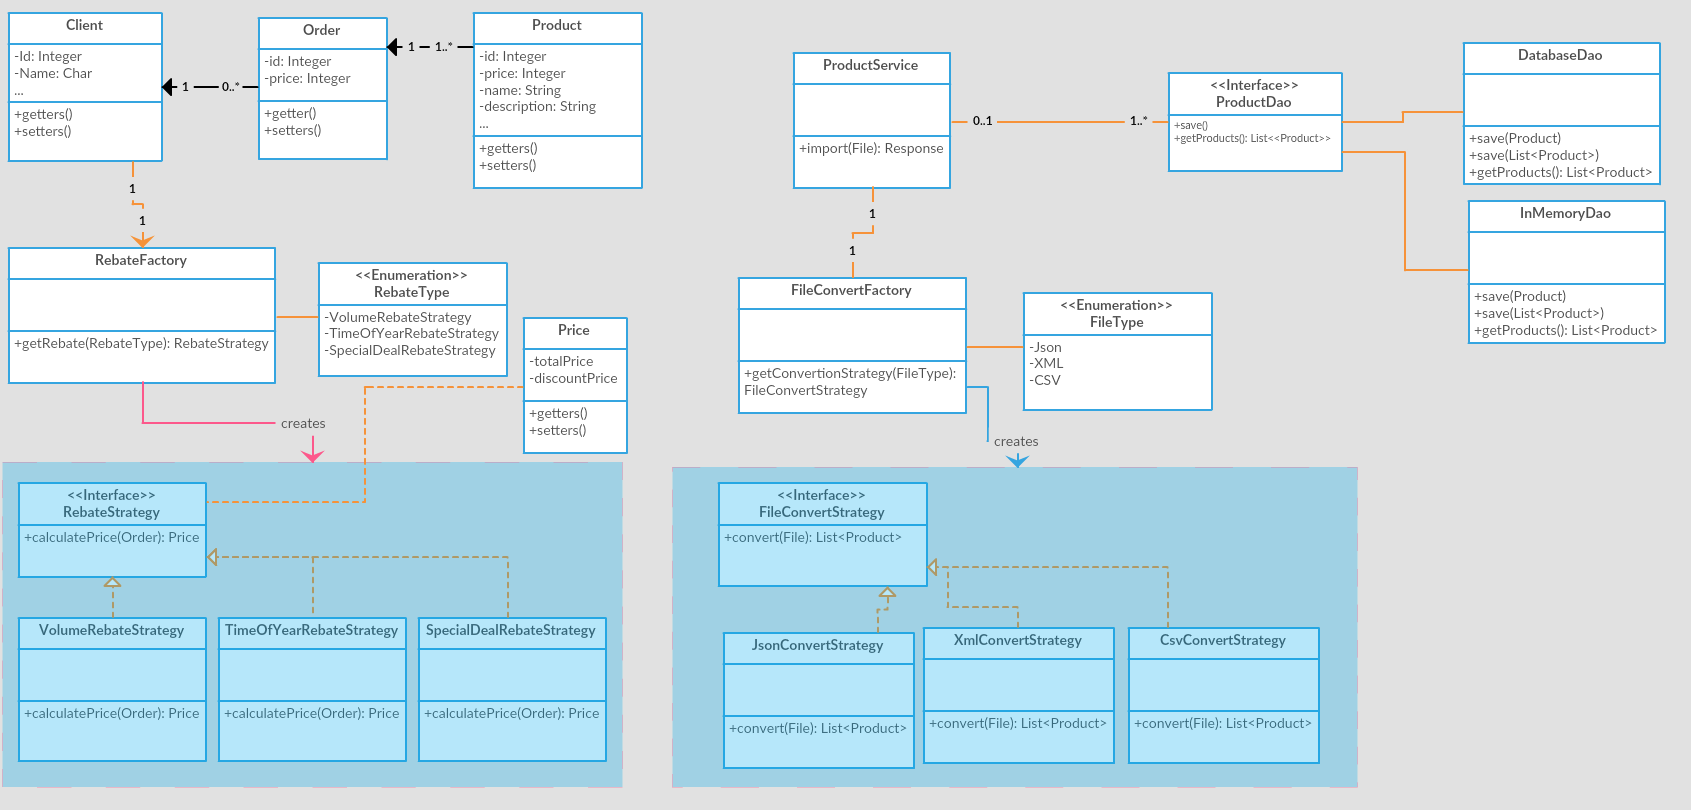 Client
-Id: Integer
-Name: Char
...
+getters()
+setters()
1
0..*
Order
-id: Integer
-price: Integer
+getter()
+setters()
1
1..*
Product
-id: Integer
-price: Integer
-name: String
-description: String
...
+getters()
+setters()
1
1
RebateFactory
+getRebate(RebateType): RebateStrategy
<<Enumeration>>
RebateType
-VolumeRebateStrategy
-TimeOfYearRebateStrategy
-SpecialDealRebateStrategy
Price
-totalPrice
-discountPrice
+getters()
+setters()
creates
<<Interface>>
RebateStrategy
+calculatePrice(Order): Price
VolumeRebateStrategy
+calculatePrice(Order): Price
TimeOfYearRebateStrategy
+calculatePrice(Order): Price
SpecialDealRebateStrategy
+calculatePrice(Order): Price
ProductService
+import(File): Response
0..1
1..*
<<Interface>>
ProductDao
+save()
+getProducts(): List<<Product>>
DatabaseDao
+save(Product)
+save(List<Product>)
+getProducts(): List<Product>
InMemoryDao
+save(Product)
+save(List<Product>)
+getProducts(): List<Product>
1
1
FileConvertFactory
+getConvertionStrategy(FileType):
FileConvertStrategy
<<Enumeration>>
FileType
-Json
-XML
-CSV
creates
<<Interface>>
FileConvertStrategy
+convert(File): List<Product>
JsonConvertStrategy
+convert(File): List<Product>
XmlConvertStrategy
+convert(File): List<Product>
CsvConvertStrategy
+convert(File): List<Product>